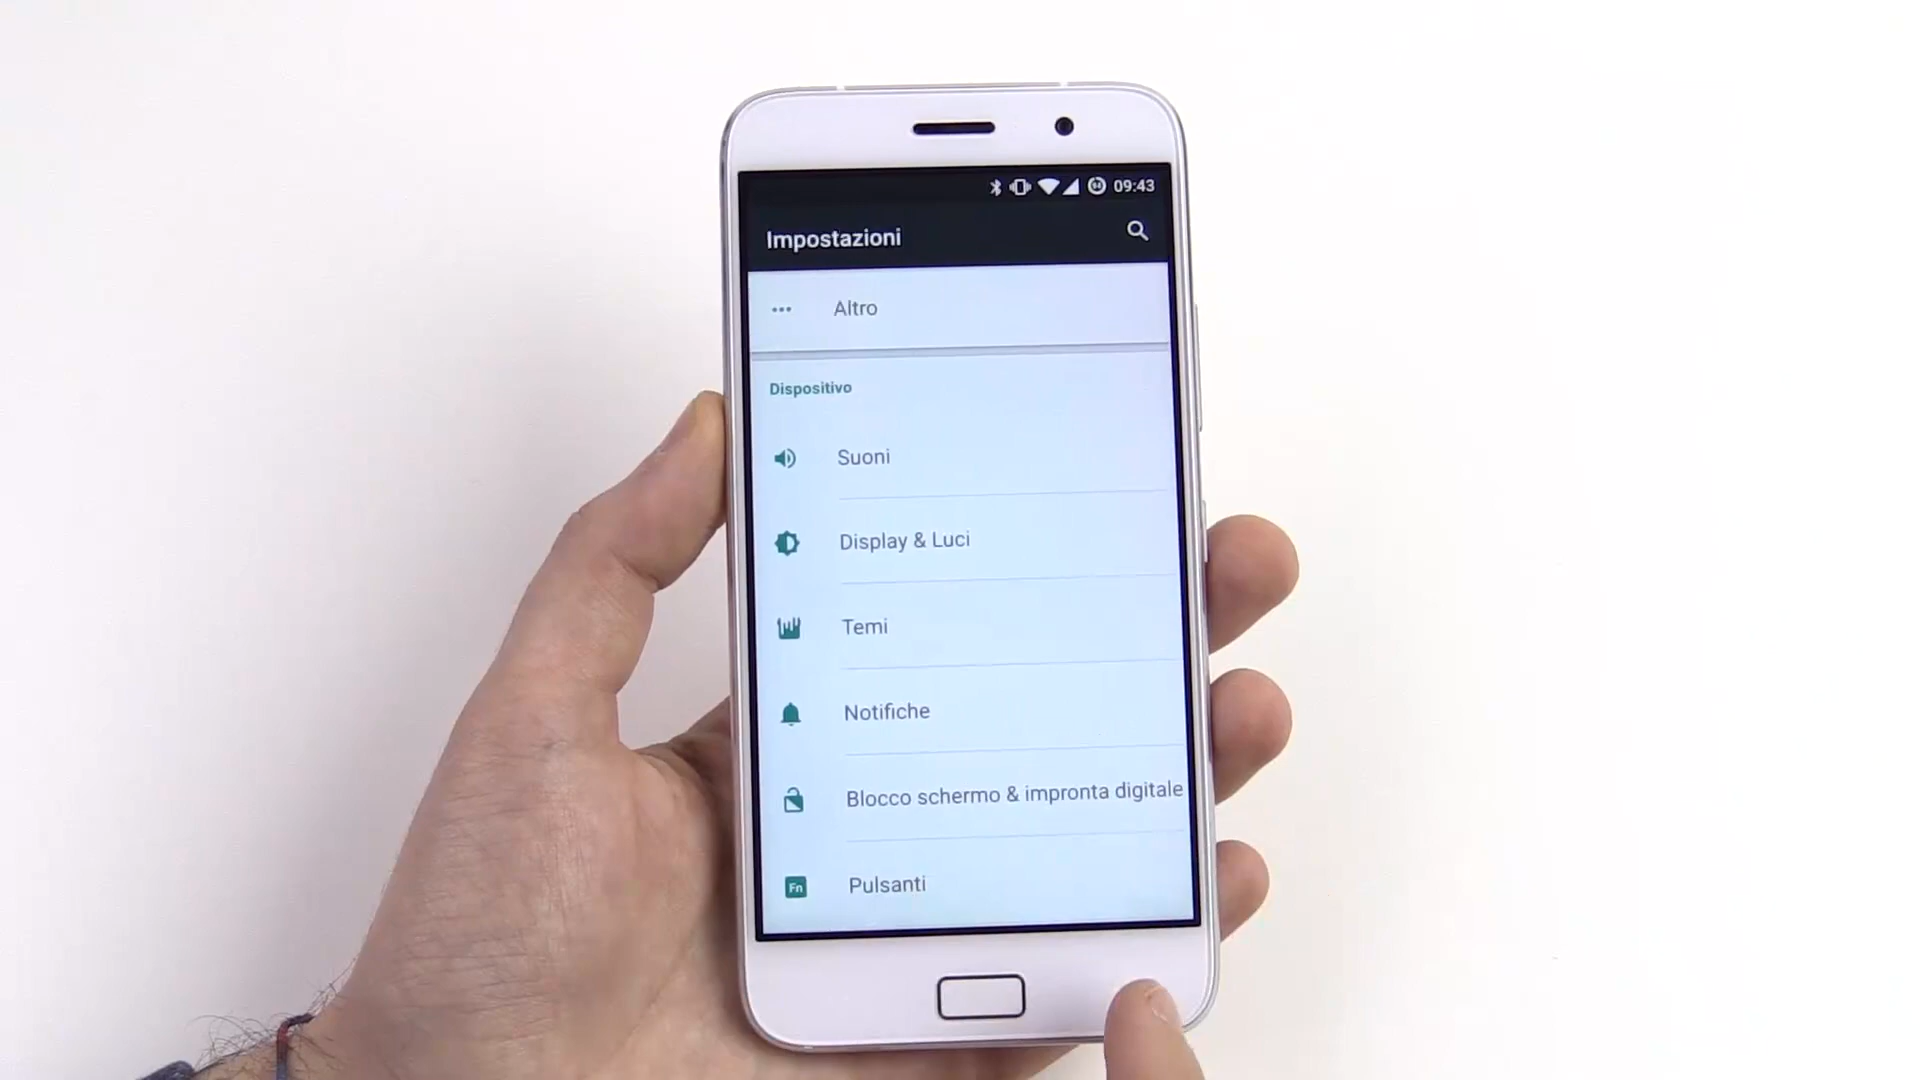 09:43
Impostazioni
Altro
Dispositivo
Suoni
Display & Luci
Temi
Notifiche
Blocco schermo & impronta digitale
Fn Pulsanti